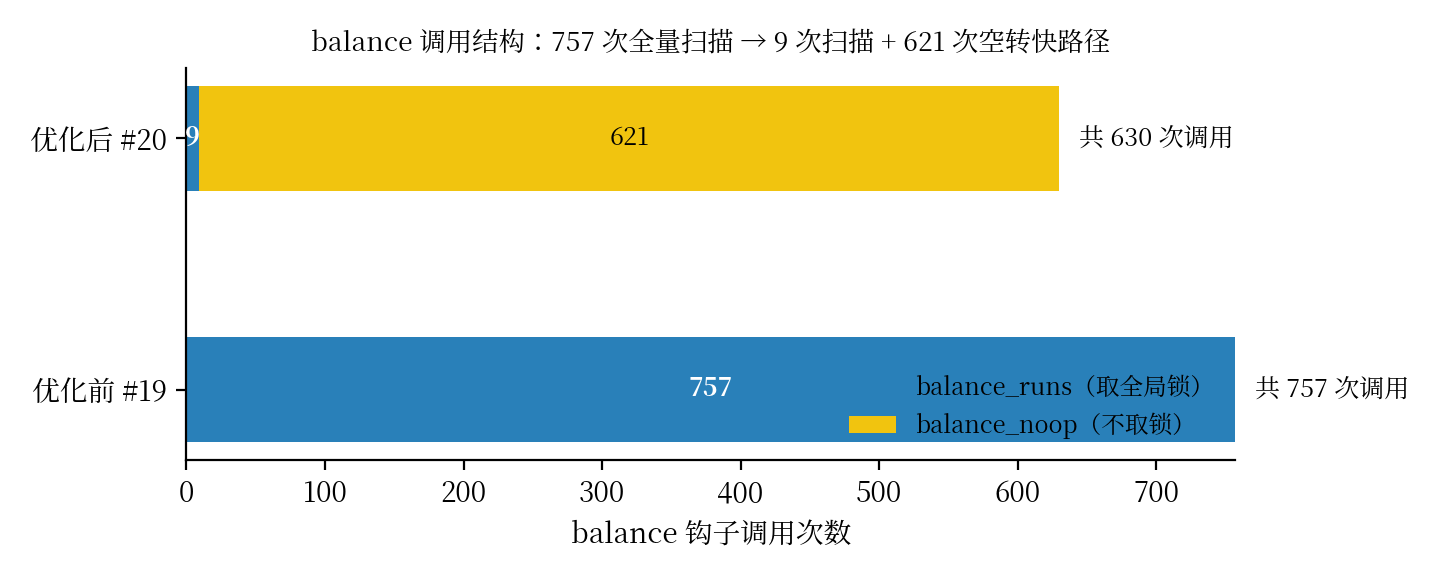 balance 调用结构：757 次全量扫描 → 9 次扫描 + 621 次空转快路径
优化后 #20
9
621
共 630 次调用
优化前 #19
757
共 757 次调用
balance_runs（取全局锁）
balance_noop（不取锁）
0 100 200 300 400 500 600 700
balance 钩子调用次数